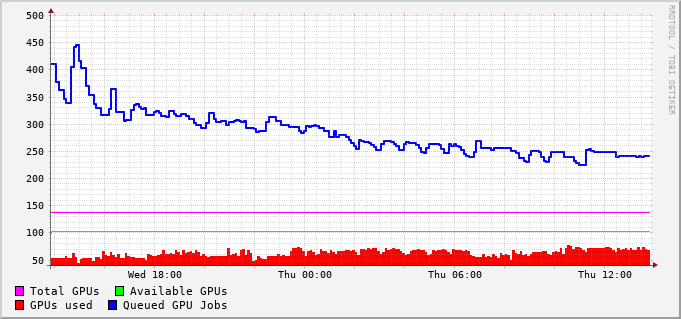 RRDTOOL / TOBI OETIKER
500
450
400
350
300
250
200
150
100
50
Wed 18:00 Thu 00:00 Thu 06:00 Thu 12:00
Total GPUs Available GPUs
GPUs used Queued GPU Jobs